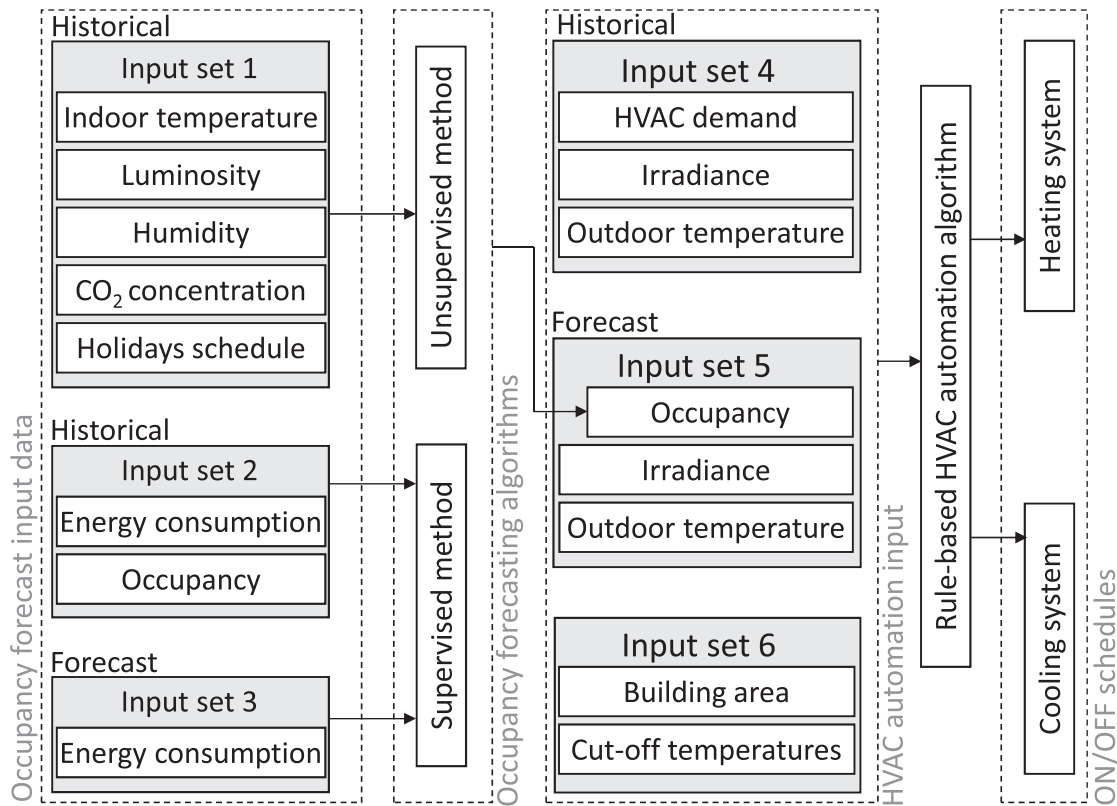 Historical
Input set 1
Indoor temperature
Luminosity
Humidity
CO₂ concentration
Holidays schedule
Historical
Input set 2
Energy consumption
Occupancy
Forecast
Input set 3
Energy consumption
Occupancy forecast input data
Unsupervised method
Supervised method
Occupancy forecasting algorithms
Historical
Input set 4
HVAC demand
Irradiance
Outdoor temperature
Forecast
Input set 5
Occupancy
Irradiance
Outdoor temperature
Input set 6
Building area
Cut-off temperatures
HVAC automation input
Rule-based HVAC automation algorithm
Heating system
Cooling system
ON/OFF schedules